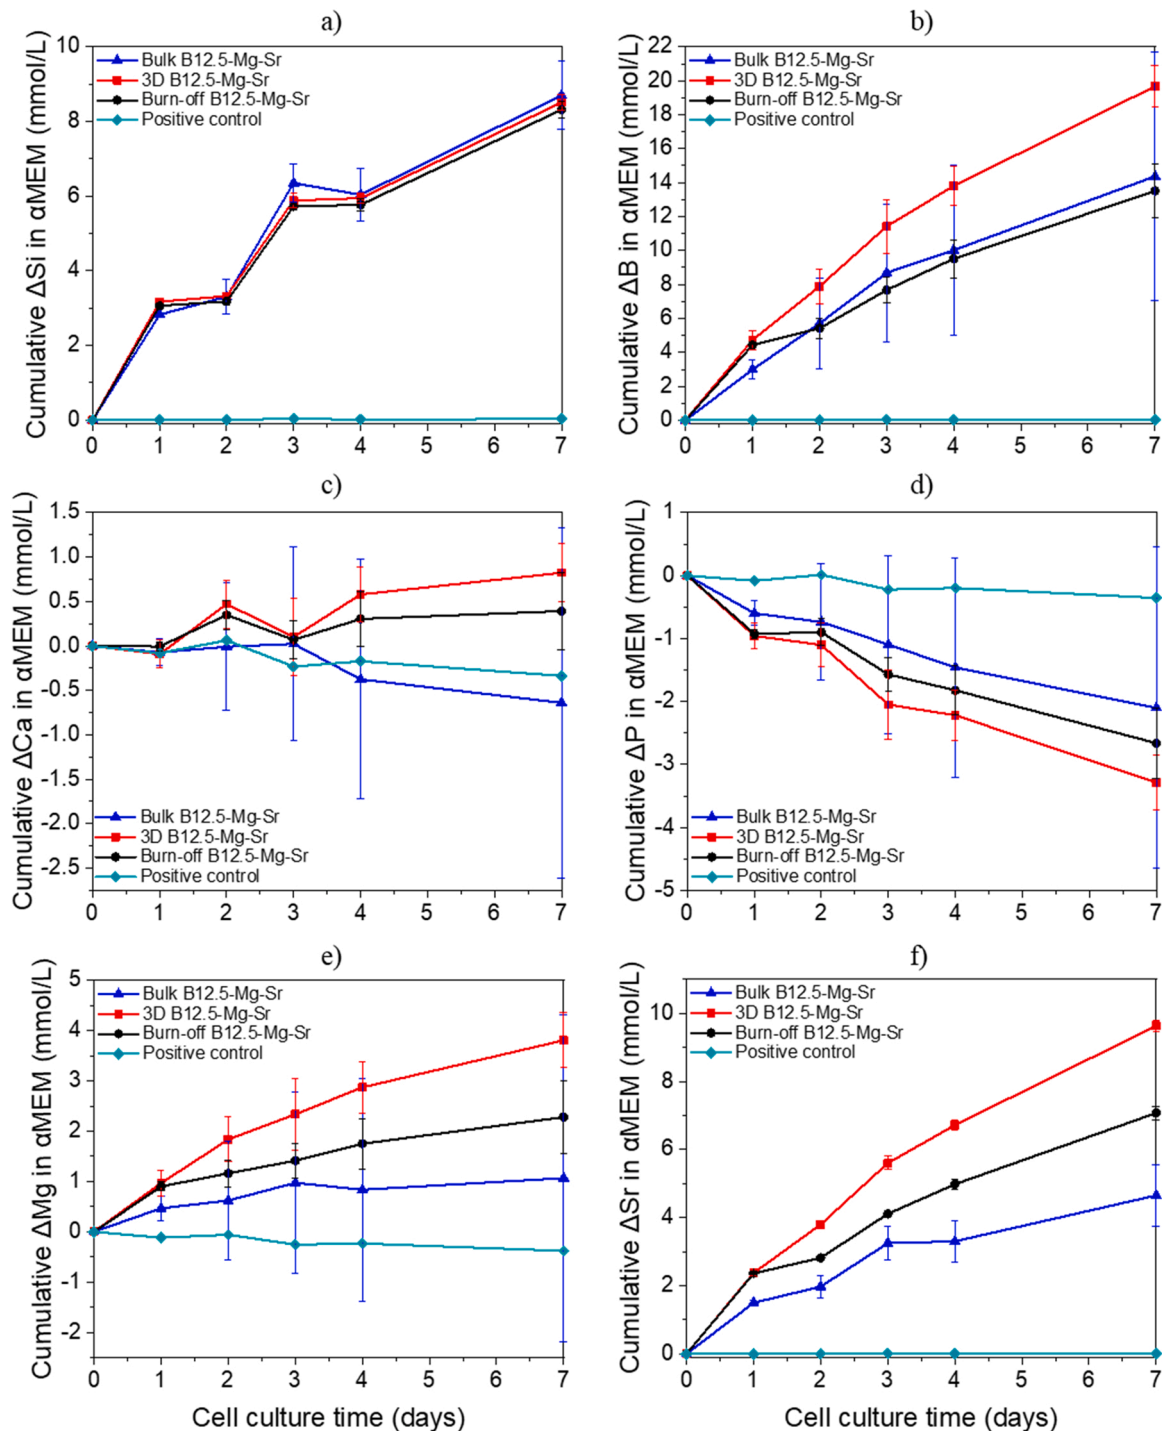 a)
Cumulative ΔSi in αMEM (mmol/L)
10
8
6
4
2
0
Bulk B12.5-Mg-Sr
3D B12.5-Mg-Sr
Burn-off B12.5-Mg-Sr
Positive control
0 1 2 3 4 5 6 7
b)
Cumulative ΔB in αMEM (mmol/L)
22
20
18
16
14
12
10
8
6
4
2
0
Bulk B12.5-Mg-Sr
3D B12.5-Mg-Sr
Burn-off B12.5-Mg-Sr
Positive control
0 1 2 3 4 5 6 7
c)
Cumulative ΔCa in αMEM (mmol/L)
1.5
1.0
0.5
0.0
-0.5
-1.0
-1.5
-2.0
-2.5
Bulk B12.5-Mg-Sr
3D B12.5-Mg-Sr
Burn-off B12.5-Mg-Sr
Positive control
0 1 2 3 4 5 6 7
d)
Cumulative ΔP in αMEM (mmol/L)
1
0
-1
-2
-3
-4
-5
Bulk B12.5-Mg-Sr
3D B12.5-Mg-Sr
Burn-off B12.5-Mg-Sr
Positive control
0 1 2 3 4 5 6 7
e)
Cumulative ΔMg in αMEM (mmol/L)
5
4
3
2
1
0
-1
-2
Bulk B12.5-Mg-Sr
3D B12.5-Mg-Sr
Burn-off B12.5-Mg-Sr
Positive control
0 1 2 3 4 5 6 7
Cell culture time (days)
f)
Cumulative ΔSr in αMEM (mmol/L)
10
8
6
4
2
0
Bulk B12.5-Mg-Sr
3D B12.5-Mg-Sr
Burn-off B12.5-Mg-Sr
Positive control
0 1 2 3 4 5 6 7
Cell culture time (days)